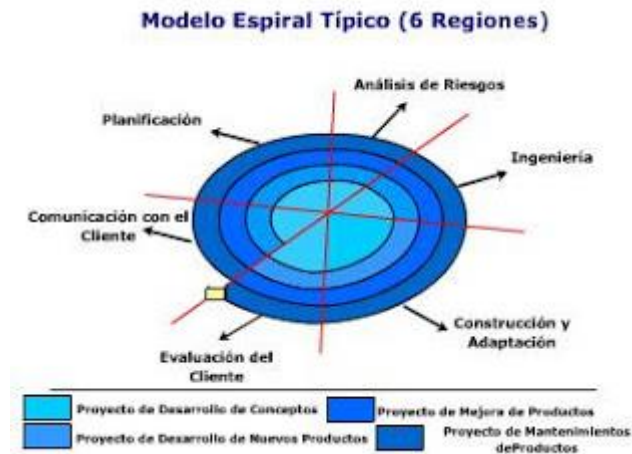 Modelo Espiral Típico (6 Regiones)
Análisis de Riesgos
Planificación
Ingeniería
Comunicación con el
Cliente
Construcción y
Adaptación
Evaluación del
Cliente
Proyecto de Desarrollo de Conceptos
Proyecto de Mejora de Productos
Proyecto de Desarrollo de Nuevos Productos
Proyecto de Mantenimientos
deProductos